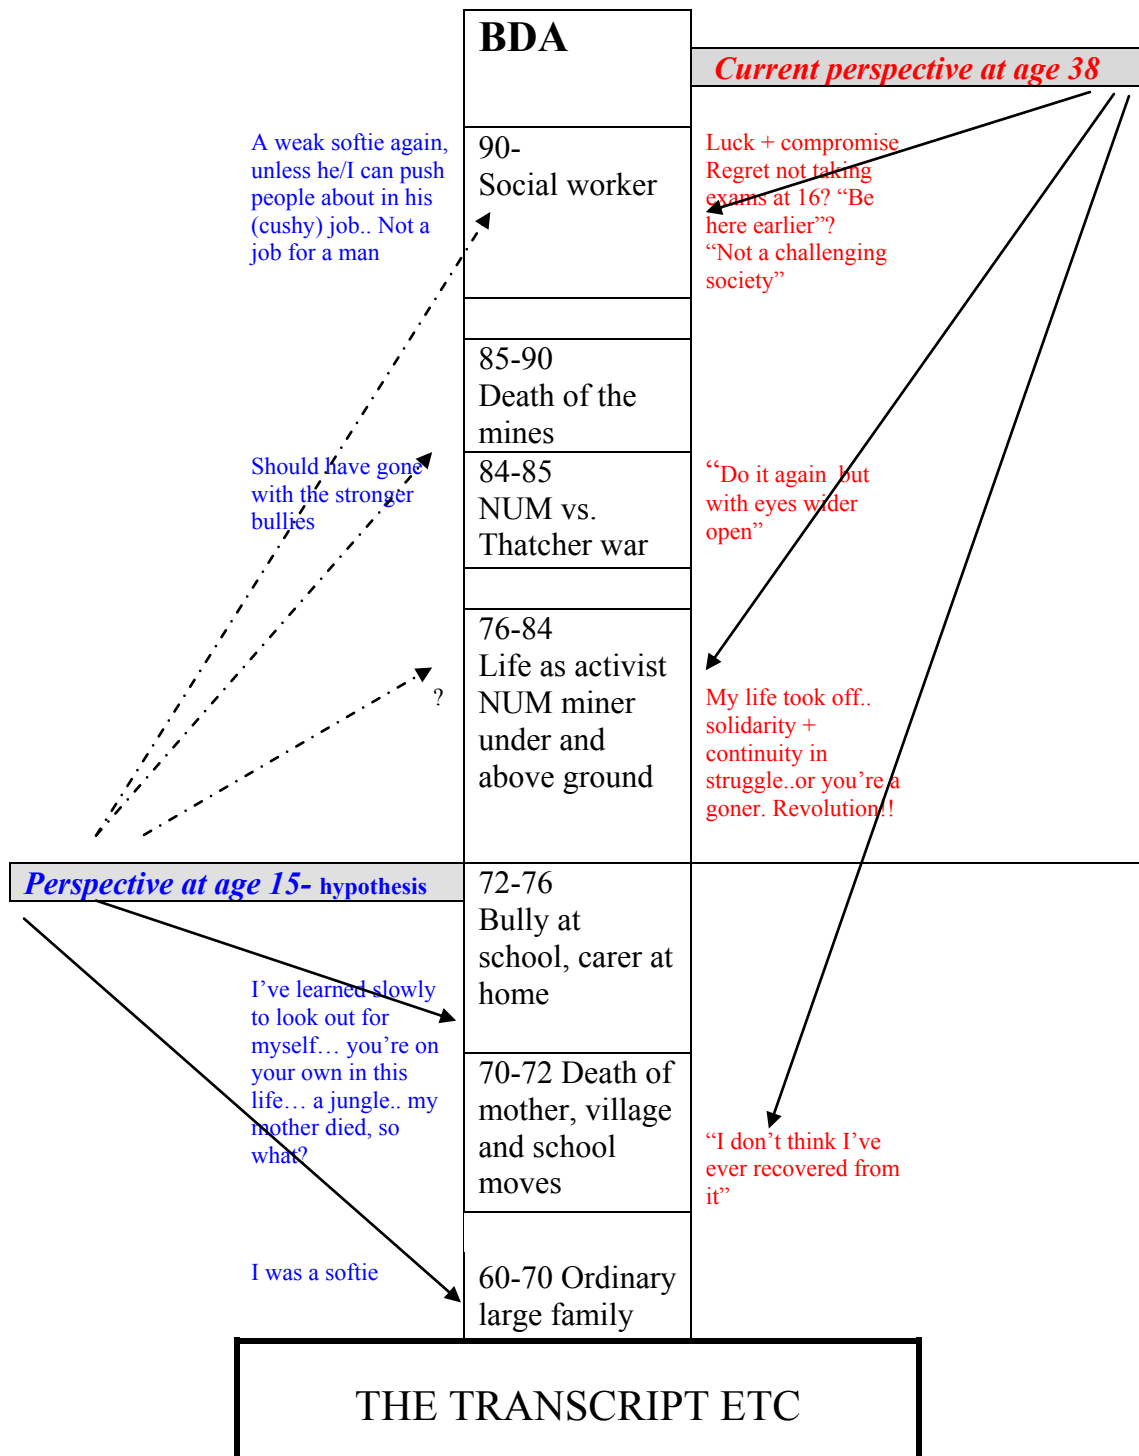 BDA
Current perspective at age 38
A weak softie again,
unless he/I can push
people about in his
(cushy) job.. Not a
job for a man
90-
Social worker
Luck + compromise
Regret not taking
exams at 16? “Be
here earlier”?
“Not a challenging
society”
85-90
Death of the
mines
Should have gone
with the stronger
bullies
84-85
NUM vs.
Thatcher war
“Do it again but
with eyes wider
open”
76-84
Life as activist
NUM miner
under and
above ground
?
My life took off..
solidarity +
continuity in
struggle..or you’re a
goner. Revolution!!
Perspective at age 15- hypothesis
72-76
Bully at
school, carer at
home
I’ve learned slowly
to look out for
myself… you’re on
your own in this
life… a jungle.. my
mother died, so
what?
70-72 Death of
mother, village
and school
moves
“I don’t think I’ve
ever recovered from
it”
I was a softie
60-70 Ordinary
large family
THE TRANSCRIPT ETC